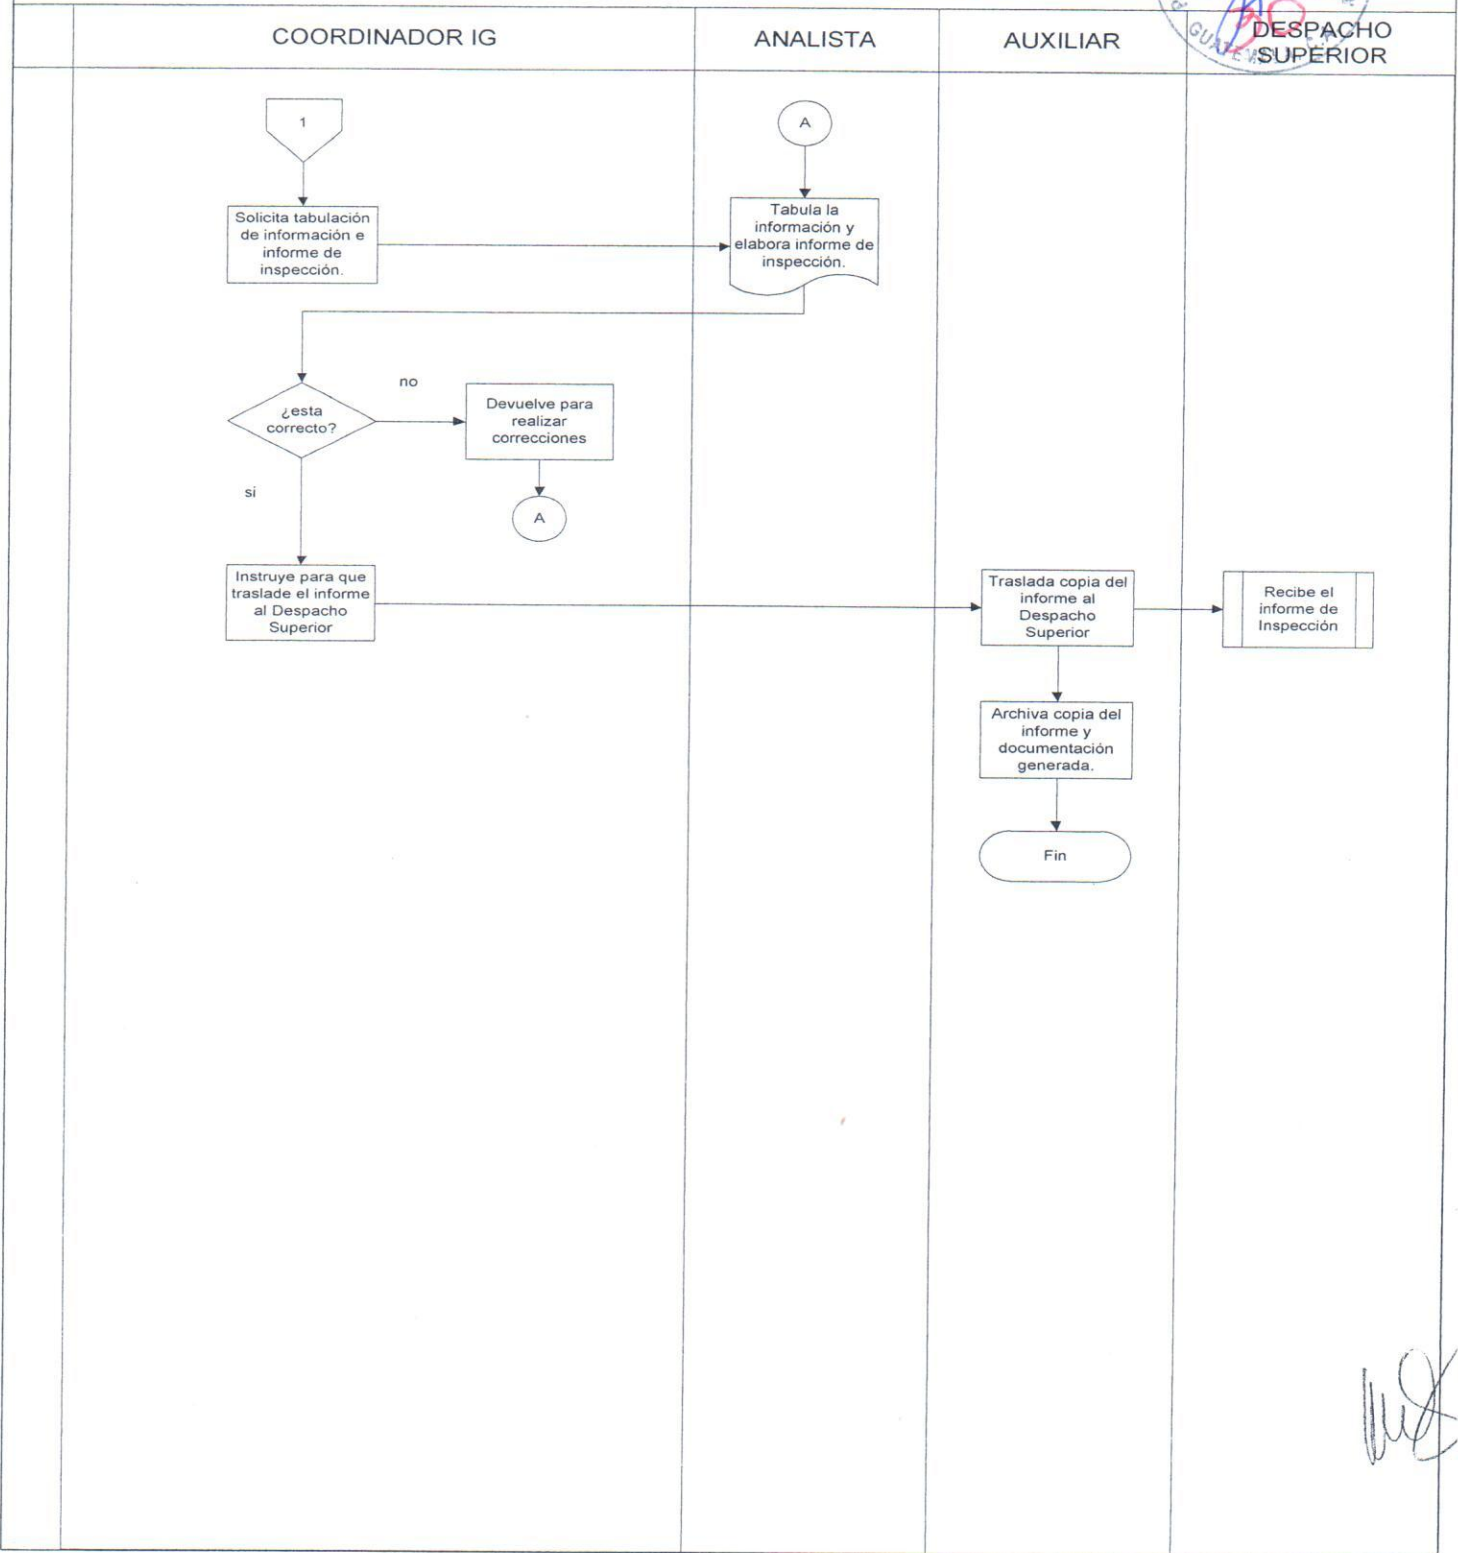 COORDINADOR IG
ANALISTA
AUXILIAR
DESPACHO
SUPERIOR
GUATEMALA, C.A.
30
1
A
Solicita tabulación
de información e
informe de
inspección.
Tabula la
información y
elabora informe de
inspección.
¿esta
correcto?
no
Devuelve para
realizar
correcciones
si
A
Instruye para que
traslade el informe
al Despacho
Superior
Traslada copia del
informe al
Despacho
Superior
Recibe el
informe de
Inspección
Archiva copia del
informe y
documentación
generada.
Fin